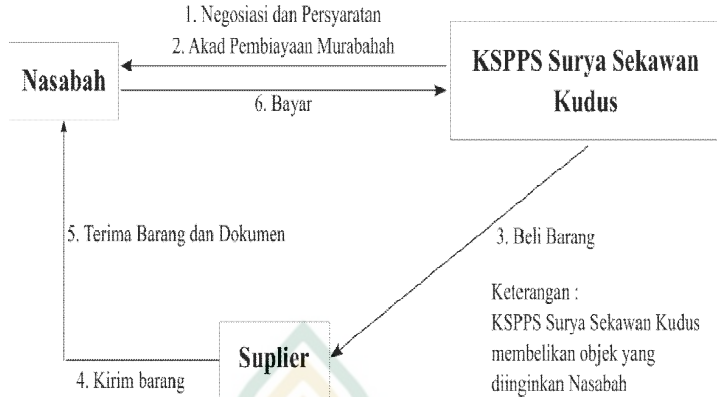 1. Negosiasi dan Persyaratan
2. Akad Pembiayaan Murabahah
Nasabah
KSPPS Surya Sekawan
Kudus
6. Bayar
5. Terima Barang dan Dokumen
3. Beli Barang
Keterangan :
KSPPS Surya Sekawan Kudus
membelikan objek yang
diinginkan Nasabah
Suplier
4. Kirim barang